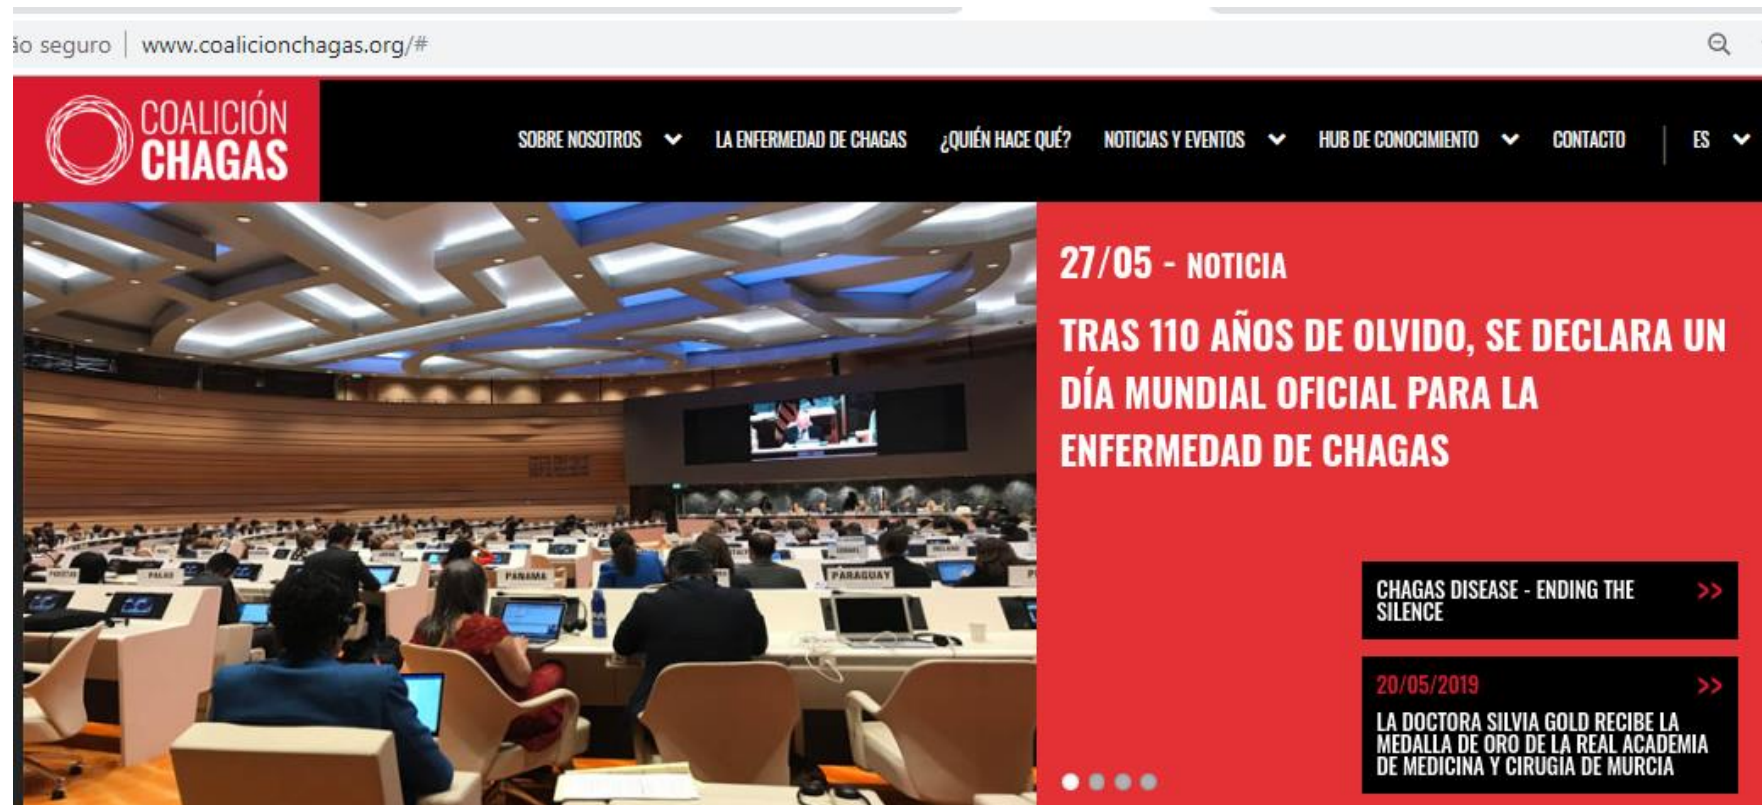 ão seguro | www.coalicionchagas.org/#
COALICIÓN
CHAGAS
SOBRE NOSOTROS LA ENFERMEDAD DE CHAGAS ¿QUIÉN HACE QUÉ? NOTICIAS Y EVENTOS HUB DE CONOCIMIENTO CONTACTO ES
27/05 - NOTICIA
TRAS 110 AÑOS DE OLVIDO, SE DECLARA UN
DÍA MUNDIAL OFICIAL PARA LA
ENFERMEDAD DE CHAGAS
PALAU
PANAMA
PARAGUAY
CHAGAS DISEASE - ENDING THE >>
SILENCE
20/05/2019 >>
LA DOCTORA SILVIA GOLD RECIBE LA
MEDALLA DE ORO DE LA REAL ACADEMIA
DE MEDICINA Y CIRUGÍA DE MURCIA